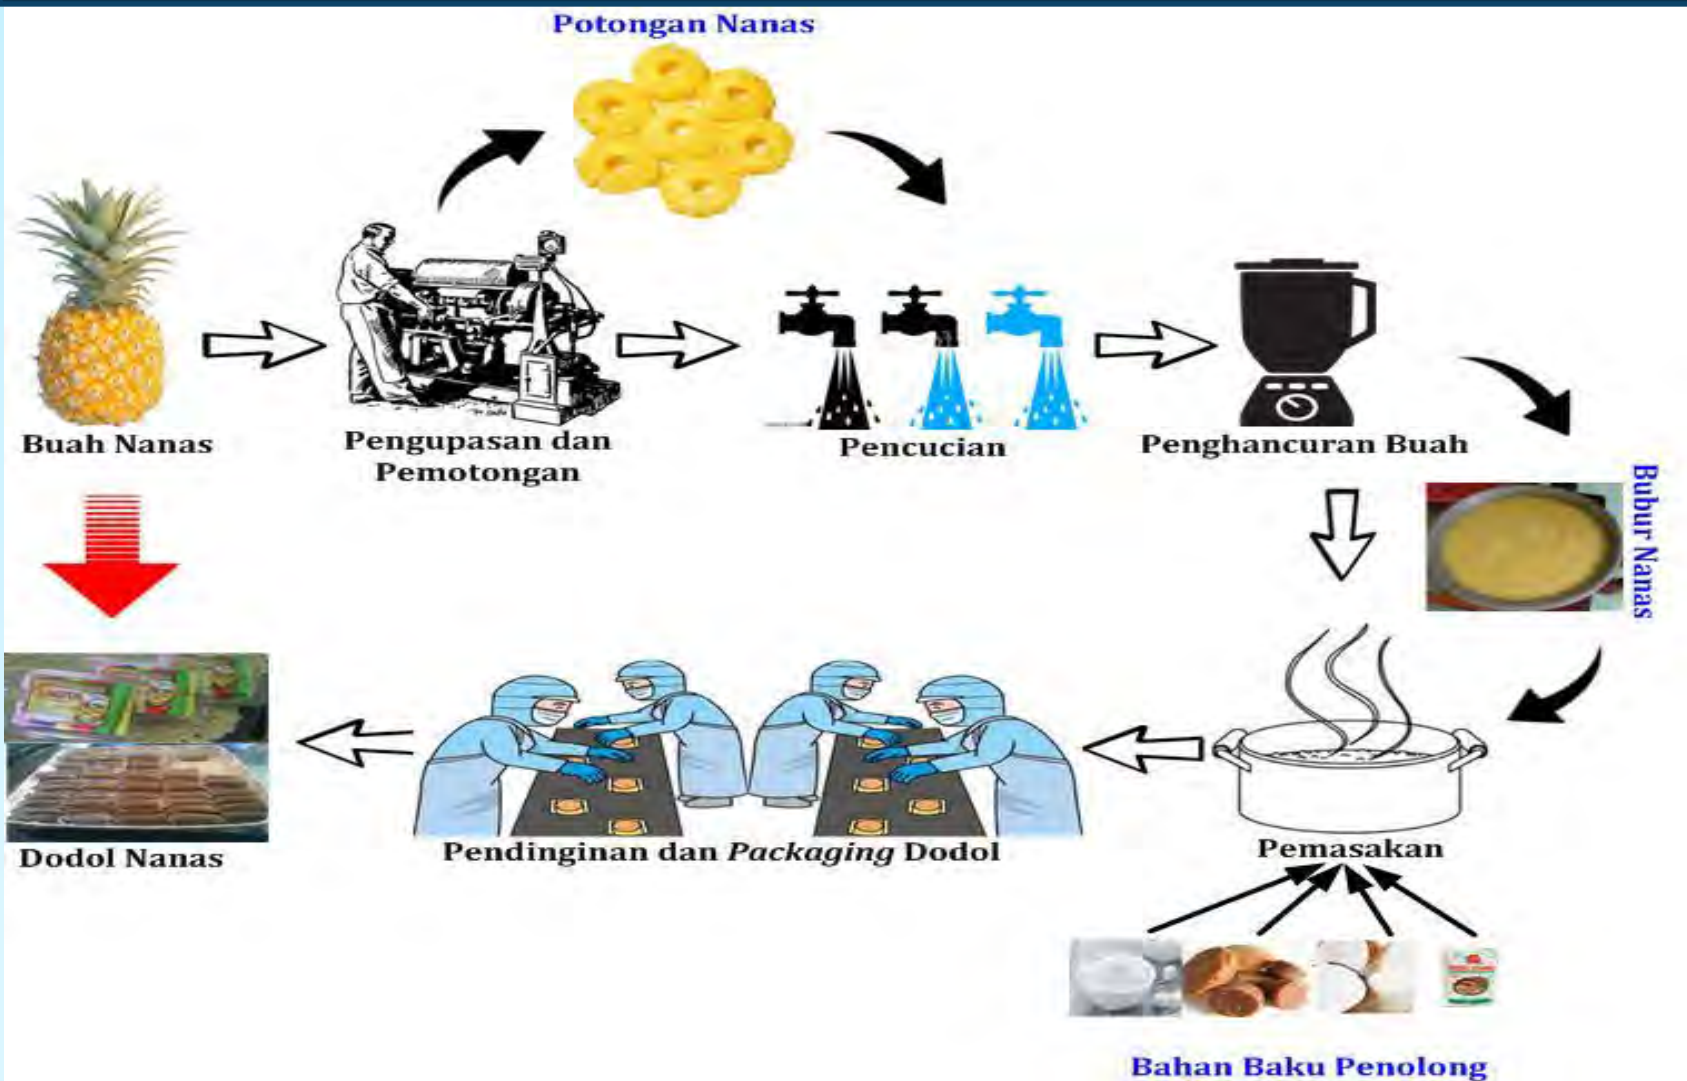 Potongan Nanas
Buah Nanas
Pengupasan dan
Pemotongan
Pencucian
Penghancuran Buah
Bubur Nanas
Dodol Nanas
Pendinginan dan Packaging Dodol
Pemasakan
Bahan Baku Penolong